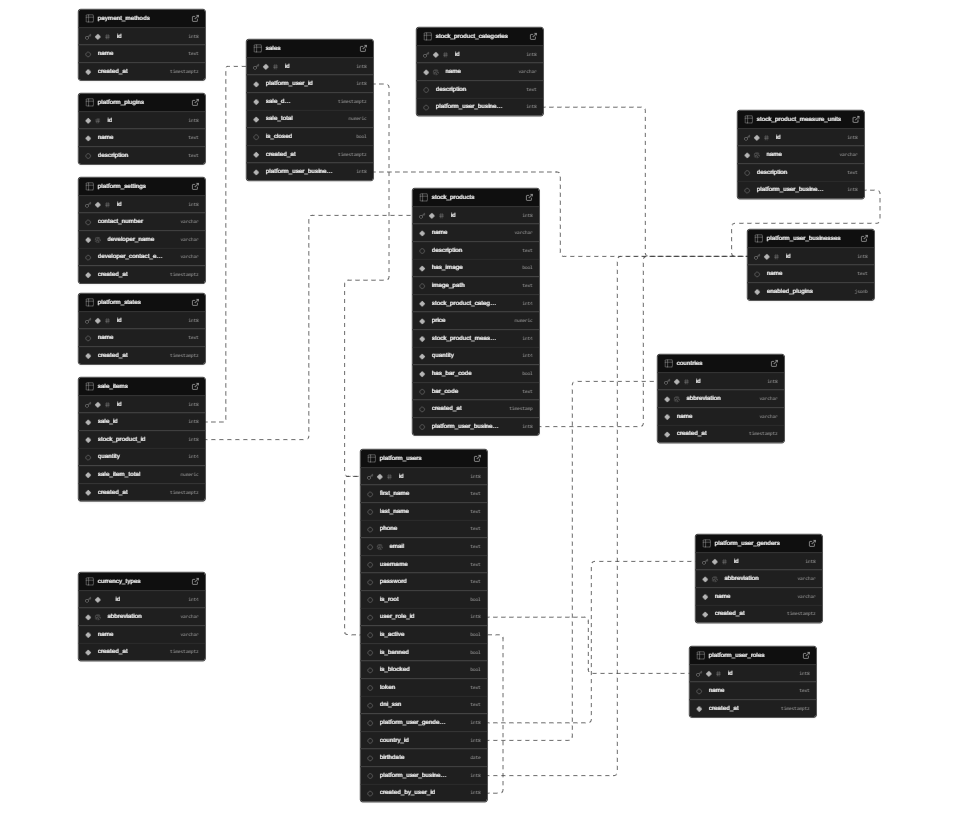 payment_methods
id int8
name text
created_at timestamptz
platform_plugins
id int8
name text
description text
platform_settings
id int8
contact_number varchar
developer_name varchar
developer_contact_e... varchar
created_at timestamptz
platform_states
id int8
name text
created_at timestamptz
sale_items
id int8
sale_id int8
stock_product_id int8
quantity int2
sale_item_total numeric
created_at timestamptz
currency_types
id
abbreviation varchar
name varchar
created_at timestamptz
sales
id int8
platform_user_id int8
sale_d... timestamptz
sale_total numeric
is_closed bool
created_at timestamptz
platform_user_busine... int8
stock_product_categories
id int8
name varchar
description text
platform_user_busine... int8
stock_products
id int8
name varchar
description text
has_image bool
image_path text
stock_product_categ...
price numeric
stock_product_meas...
quantity
has_bar_code bool
bar_code text
created_at timestamp
platform_user_busine... int8
platform_users
id int8
first_name text
last_name text
phone text
email text
username text
password text
is_root bool
user_role_id int8
is_active bool
is_banned bool
is_blocked bool
token text
dni_ssn text
platform_user_gende... int8
country_id int8
birthdate date
platform_user_busine... int8
created_by_user_id int8
stock_product_measure_units
id int8
name varchar
description text
platform_user_busine... int8
platform_user_businesses
id int8
name text
enabled_plugins jsonb
countries
id int8
abbreviation varchar
name varchar
created_at timestamptz
platform_user_genders
id int8
abbreviation varchar
name varchar
created_at timestamptz
platform_user_roles
id int8
name text
created_at timestamptz